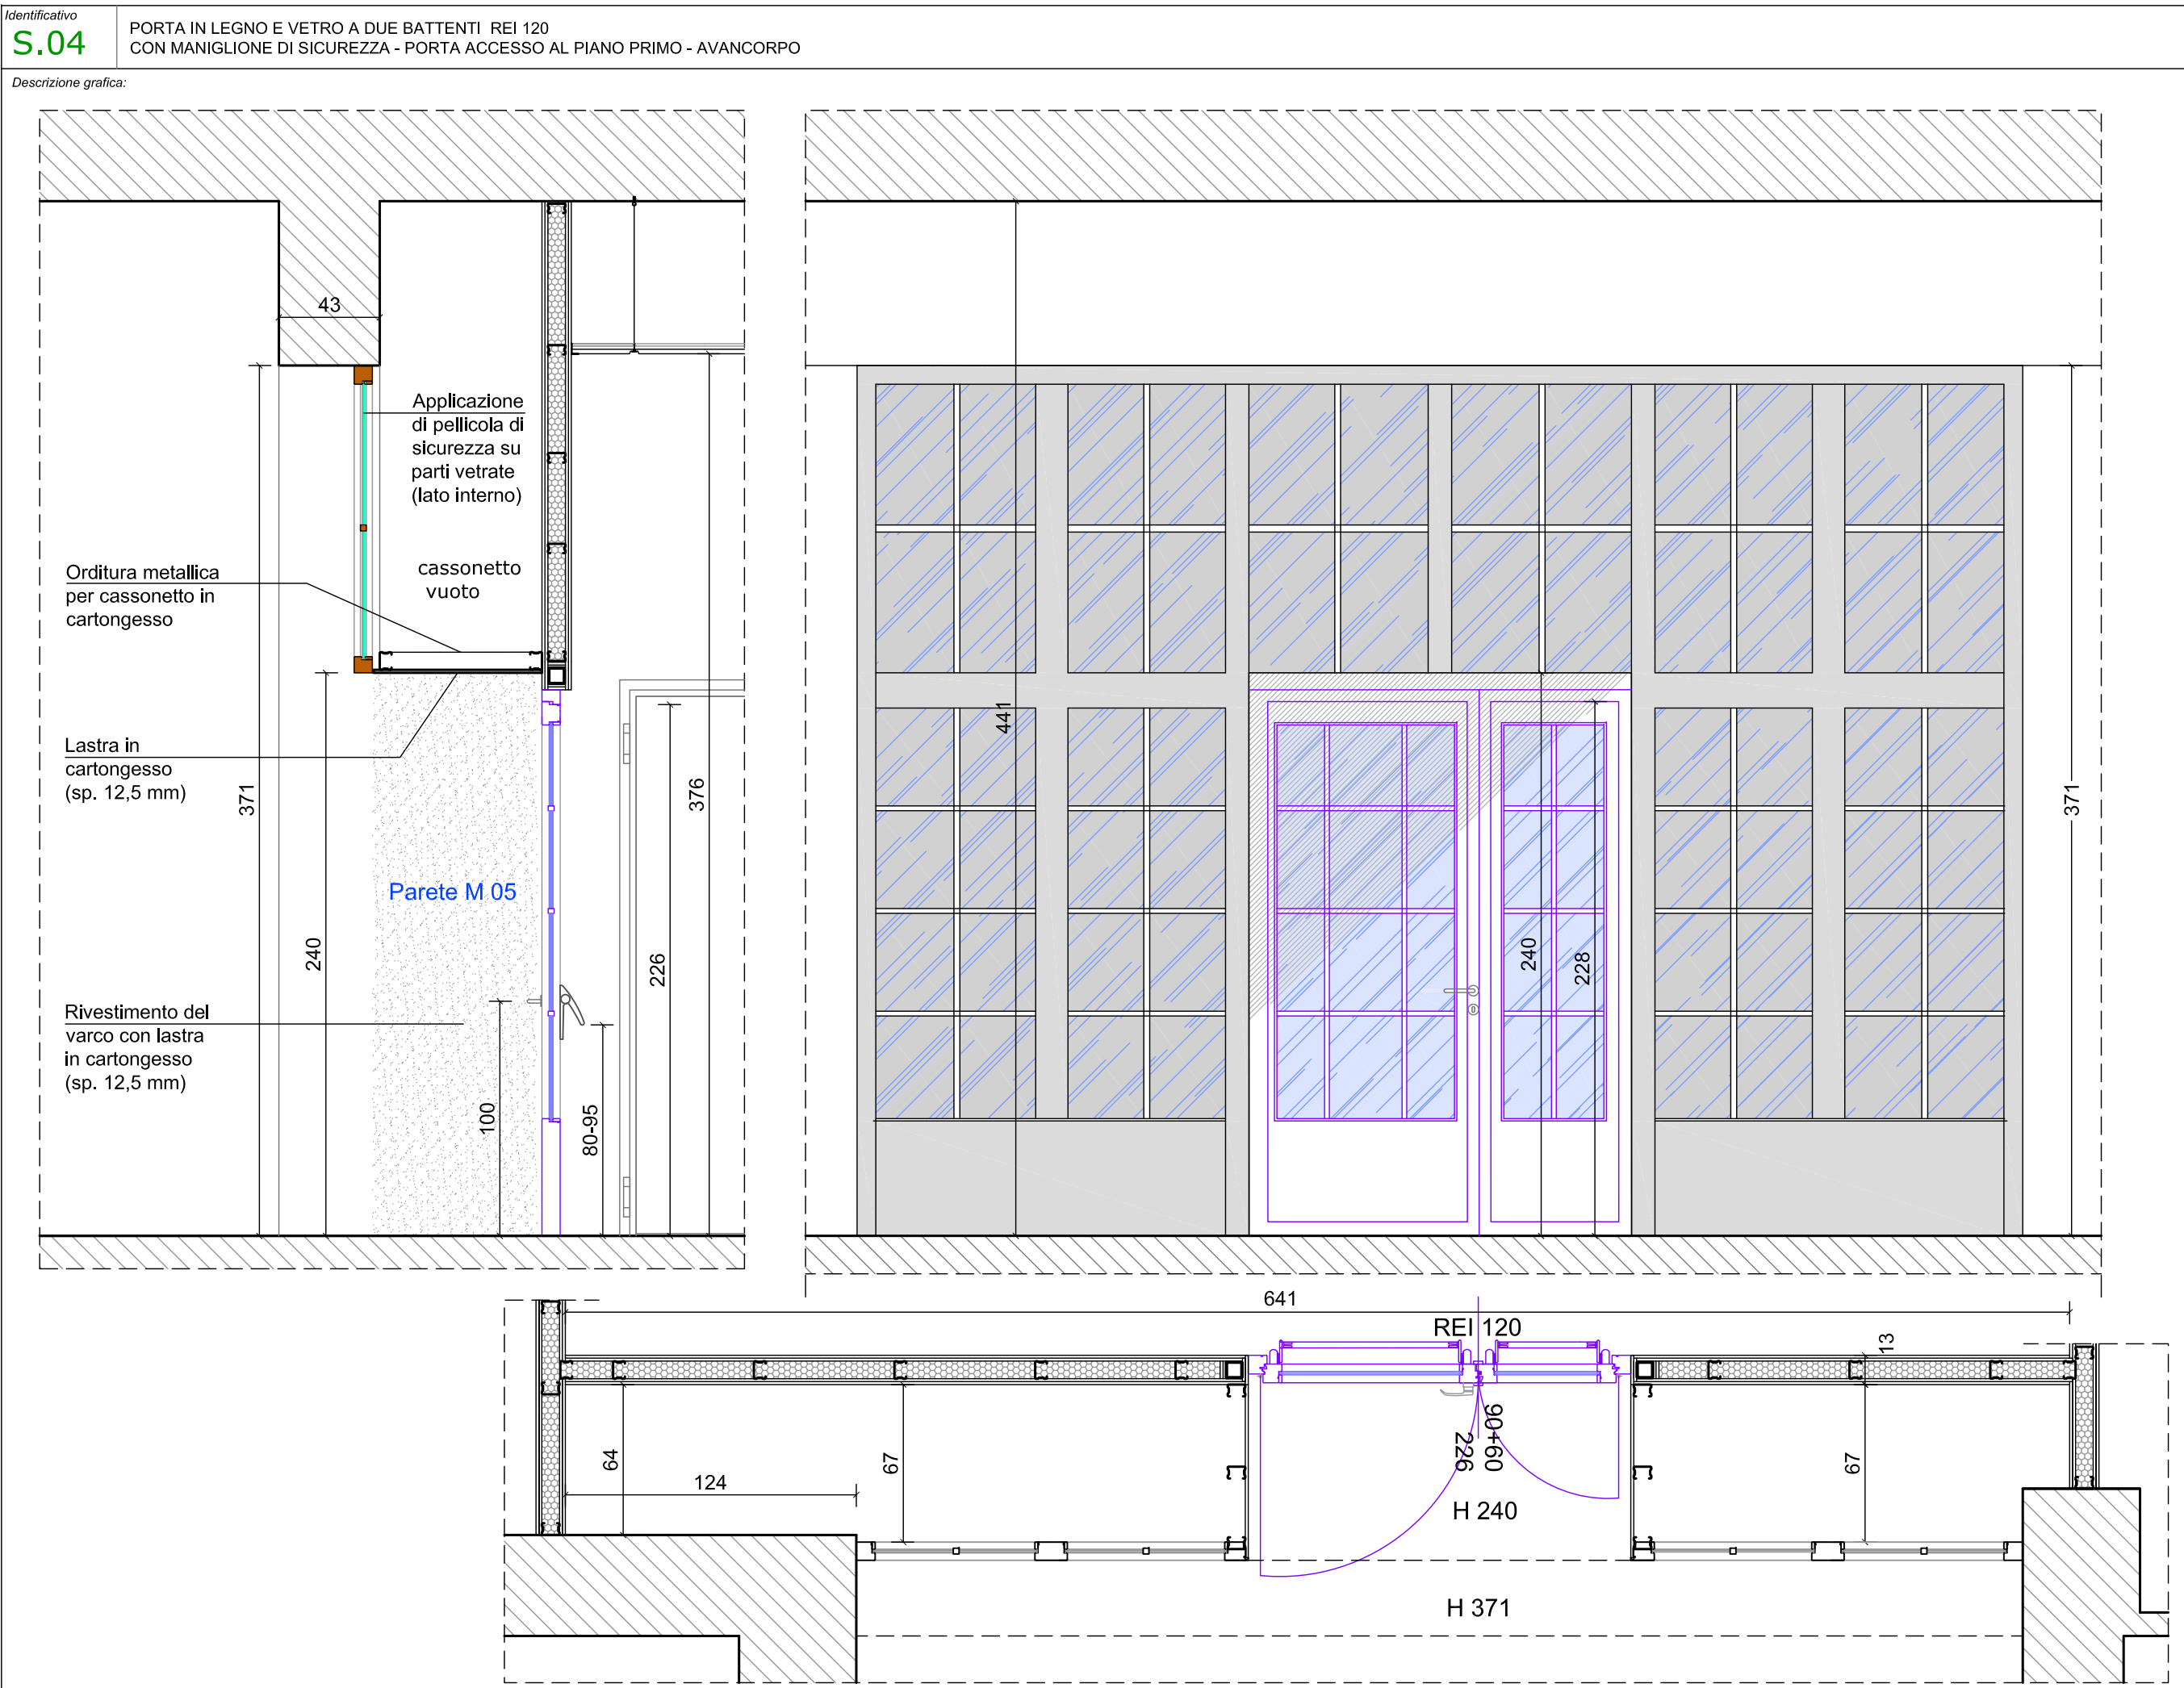 Identificativo
S.04
PORTA IN LEGNO E VETRO A DUE BATTENTI  REI 120
CON MANIGLIONE DI SICUREZZA - PORTA ACCESSO AL PIANO PRIMO - AVANCORPO
Descrizione grafica:
43
Applicazione
di pellicola di
sicurezza su
parti vetrate
(lato interno)
cassonetto
vuoto
Orditura metallica
per cassonetto in
cartongesso
Lastra in
cartongesso
(sp. 12,5 mm)
371
376
Parete M 05
240
226
Rivestimento del
varco con lastra
in cartongesso
(sp. 12,5 mm)
100
80-95
441
371
240
228
641
REI 120
13
90+60
226
64
67
67
124
H 240
H 371